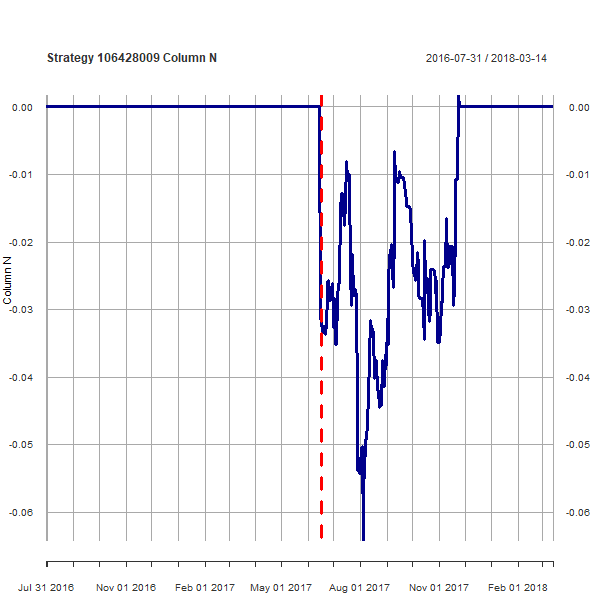 Strategy 106428009 Column N
2016-07-31 / 2018-03-14
0.00 0.00
-0.01 -0.01
-0.02 -0.02
Column N
-0.03 -0.03
-0.04 -0.04
-0.05 -0.05
-0.06 -0.06
Jul 31 2016 Nov 01 2016 Feb 01 2017 May 01 2017 Aug 01 2017 Nov 01 2017 Feb 01 2018